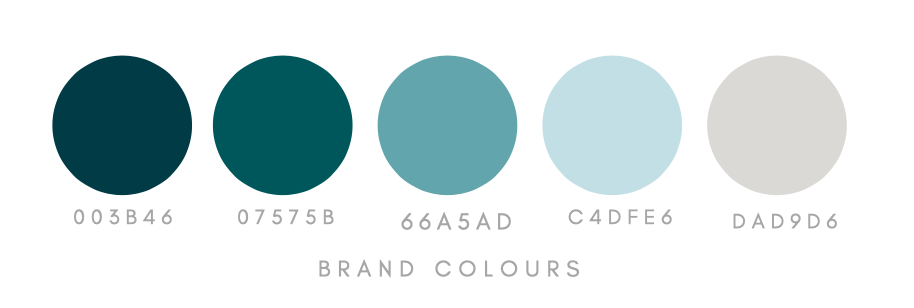 003B46 07575B 66A5AD C4DFE6 DAD9D6
BRAND COLOURS